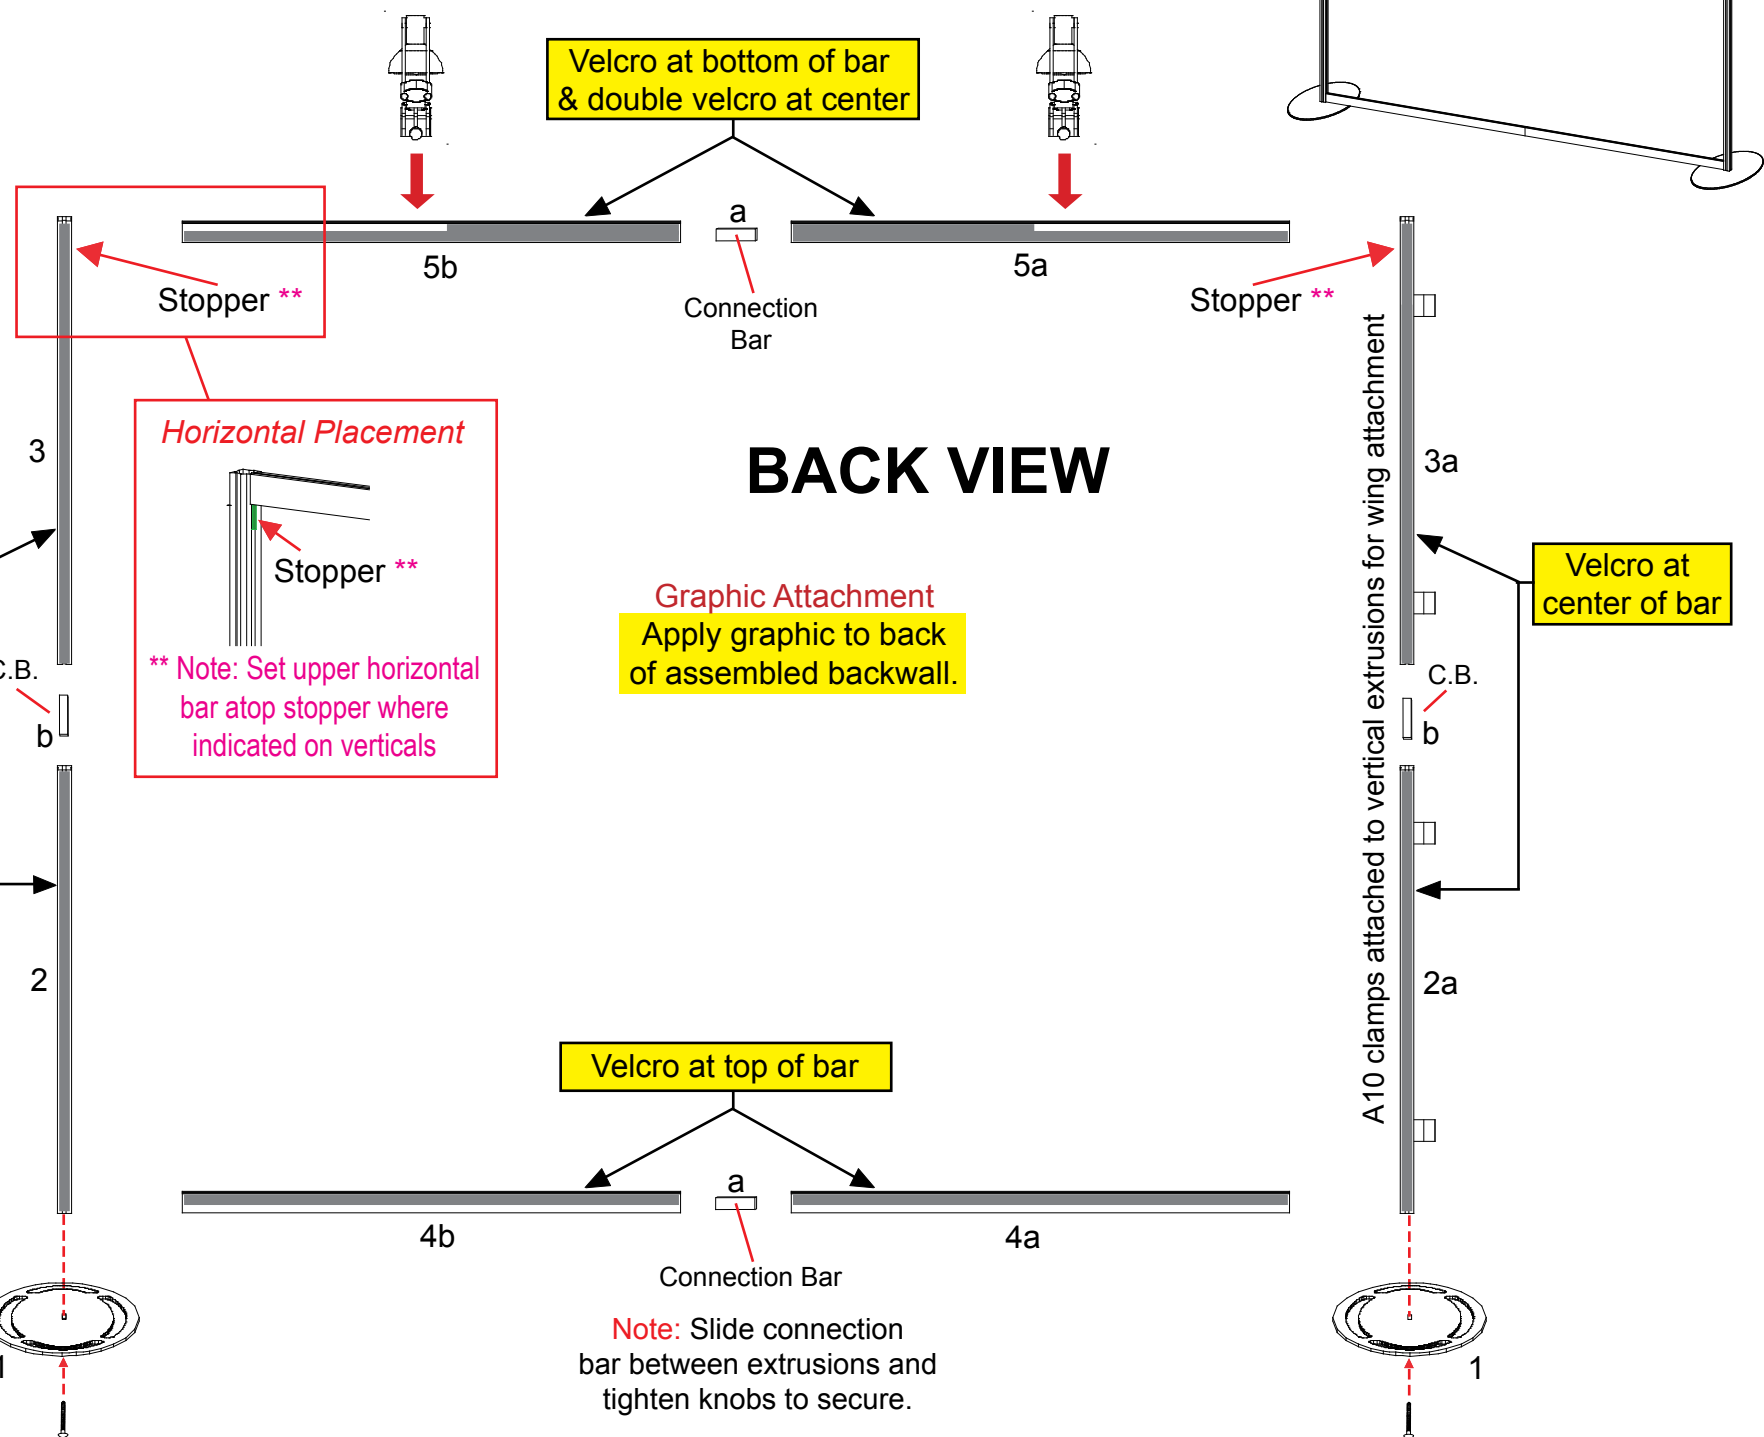 Velcro at bottom of bar
& double velcro at center
a
5b
5a
Connection
Bar
Stopper **
Stopper **
Horizontal Placement
Stopper **
** Note: Set upper horizontal
bar atop stopper where
indicated on verticals
3
C.B.
b
2
1
BACK VIEW
Graphic Attachment
Apply graphic to back
of assembled backwall.
A10 clamps attached to vertical extrusions for wing attachment
3a
Velcro at
center of bar
C.B.
b
2a
Velcro at top of bar
a
4b
4a
Connection Bar
Note: Slide connection
bar between extrusions and
tighten knobs to secure.
1